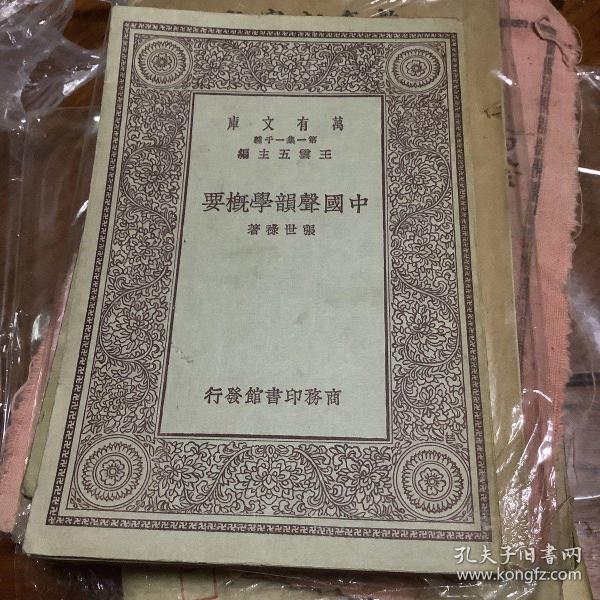 萬有文庫
第一集一千種
王雲五主編
中國聲韻學概要
張世祿著
商務印書館發行
孔夫子旧书网
www.kongfz.com